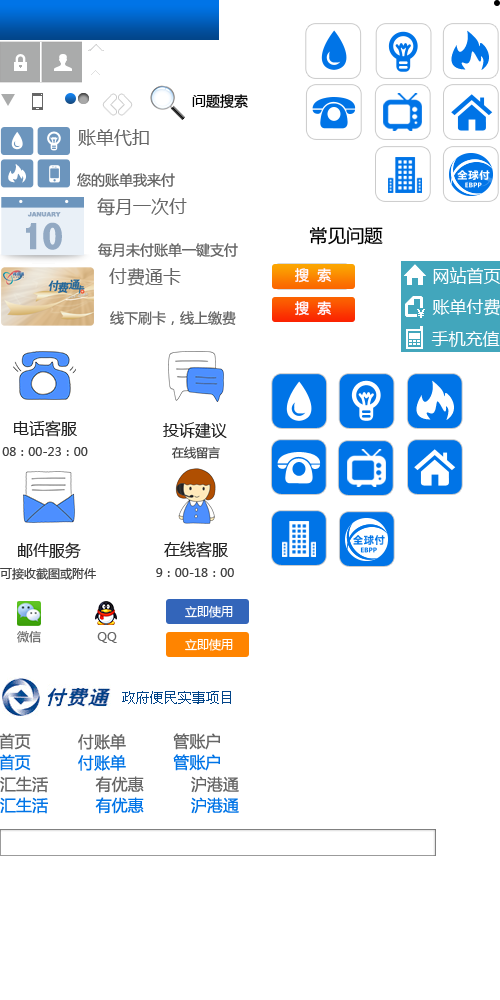 问题搜索
账单代扣
您的账单我来付
JANUARY
10
每月一次付
每月未付账单一键支付
付费通
付费通卡
线下刷卡，线上缴费
全球付
EBPP
常见问题
搜 索
搜 索
网站首页
账单付费
手机充值
电话客服
08：00-23：00
投诉建议
在线留言
邮件服务
可接收截图或附件
在线客服
9：00-18：00
全球付
EBPP
微信
QQ
立即使用
立即使用
付费通 政府便民实事项目
首页 付账单 管账户
首页 付账单 管账户
汇生活 有优惠 沪港通
汇生活 有优惠 沪港通